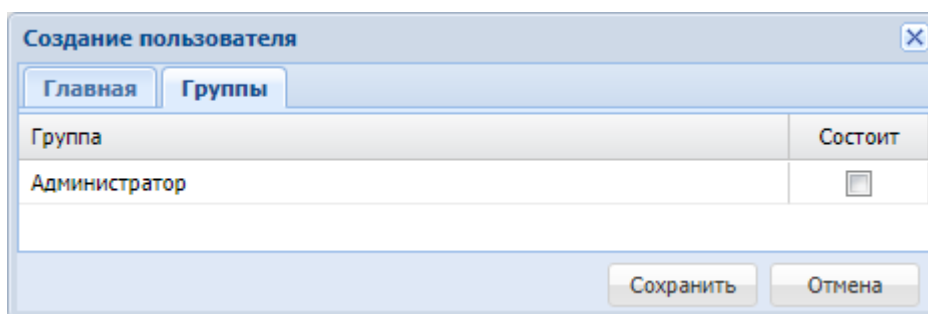 Создание пользователя
Главная Группы
Группа Состоит
Администратор
Сохранить Отмена